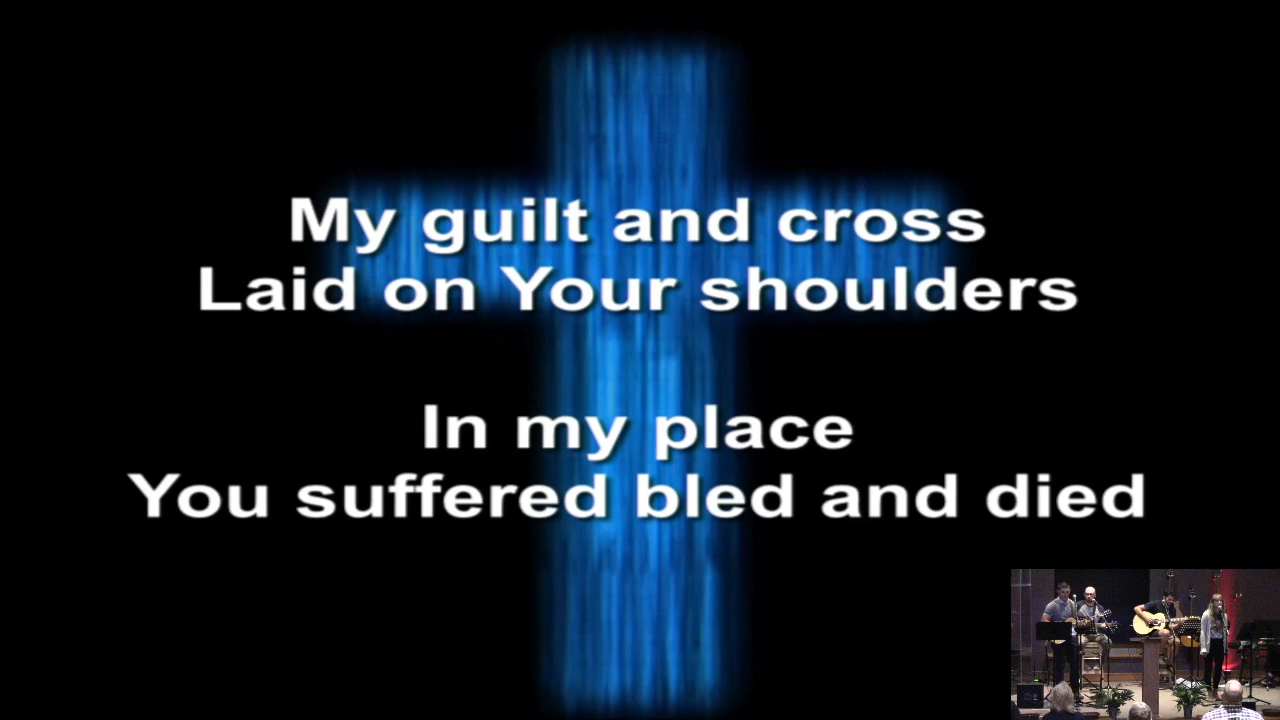 My guilt and cross
Laid on Your shoulders
In my place
You suffered bled and died